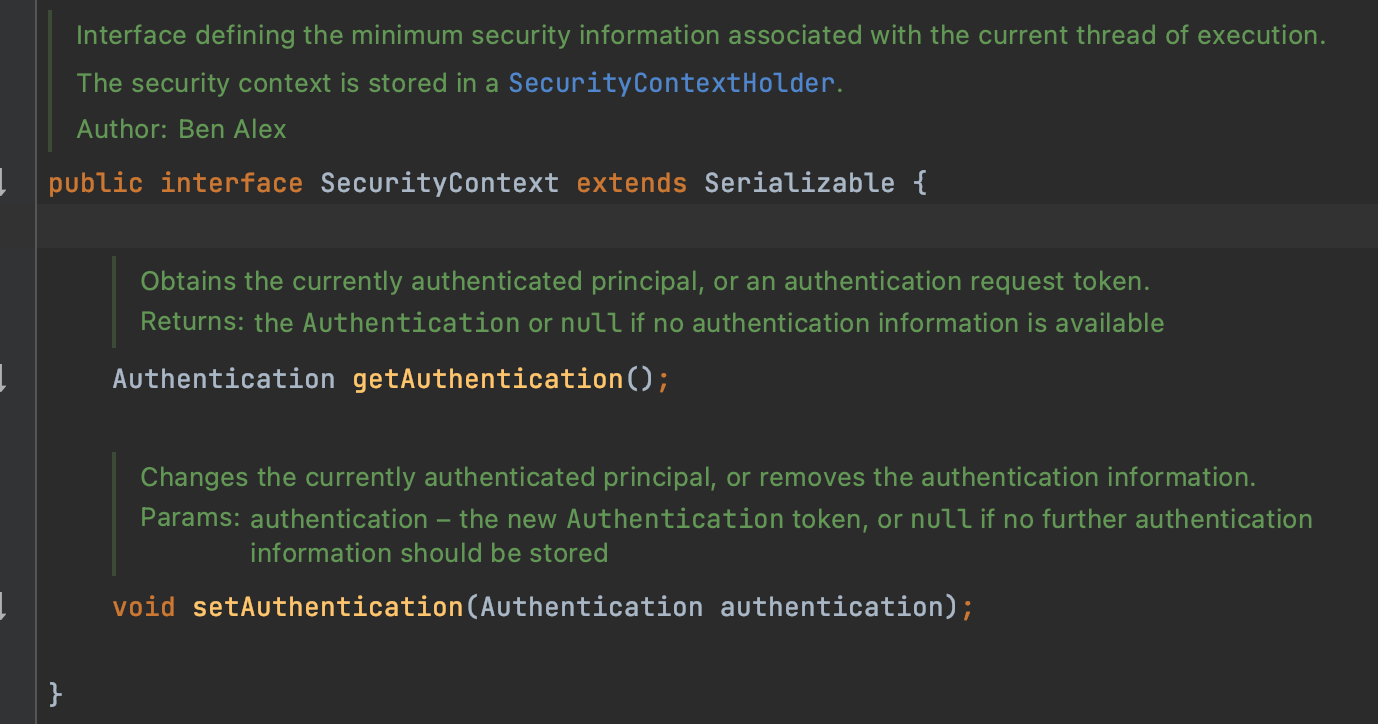 Interface defining the minimum security information associated with the current thread of execution.
The security context is stored in a SecurityContextHolder.
Author: Ben Alex
public interface SecurityContext extends Serializable {
Obtains the currently authenticated principal, or an authentication request token.
Returns: the Authentication or null if no authentication information is available
Authentication getAuthentication();
Changes the currently authenticated principal, or removes the authentication information.
Params: authentication – the new Authentication token, or null if no further authentication
information should be stored
void setAuthentication(Authentication authentication);
}